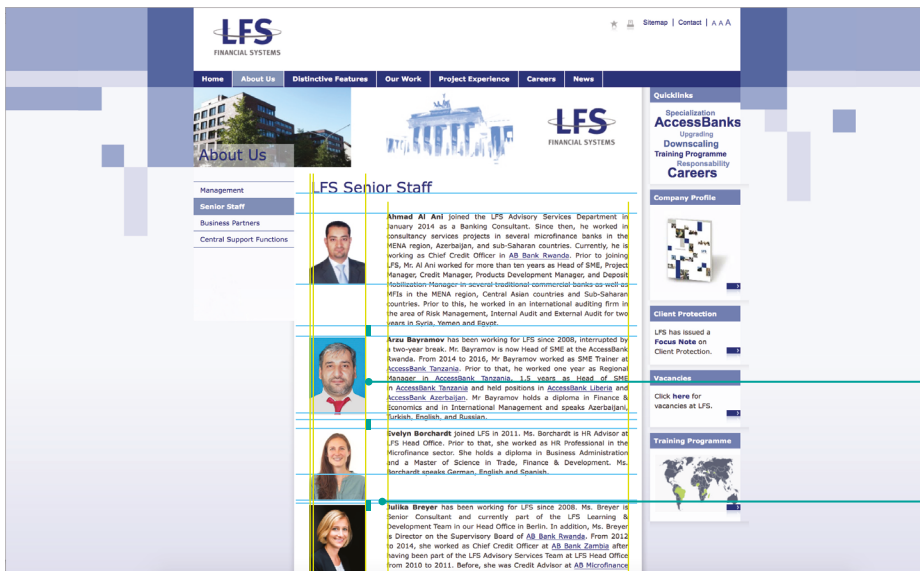 LFS
FINANCIAL SYSTEMS
Sitemap | Contact | A A A
Home About Us Distinctive Features Our Work Project Experience Careers News
About Us
LFS
FINANCIAL SYSTEMS
Management
Senior Staff
Business Partners
Central Support Functions
LFS Senior Staff
Ahmad Al Ani joined the LFS Advisory Services Department in
January 2014 as a Banking Consultant. Since then, he worked in
consultancy services projects in several microfinance banks in the
MENA region, Azerbaijan, and sub-Saharan countries. Currently, he is
working as Chief Credit Officer in AB Bank Rwanda. Prior to joining
LFS, Mr. Al Ani worked for more than ten years as Head of SME, Project
Manager, Credit Manager, Products Development Manager, and Deposit
Mobilization Manager in several traditional commercial banks as well as
MFIs in the MENA region, Central Asian countries and Sub-Saharan
countries. Prior to this, he worked in an international auditing firm in
the area of Risk Management, Internal Audit and External Audit for two
years in Syria, Yemen and Egypt.
Arzu Bayramov has been working for LFS since 2008, interrupted by
a two-year break. Mr. Bayramov is now Head of SME at the AccessBank
Rwanda. From 2014 to 2016, Mr Bayramov worked as SME Trainer at
AccessBank Tanzania. Prior to that, he worked one year as Regional
Manager in AccessBank Tanzania, 1.5 years as Head of SME
in AccessBank Tanzania and held positions in AccessBank Liberia and
AccessBank Azerbaijan. Mr Bayramov holds a diploma in Finance &
Economics and in International Management and speaks Azerbaijani,
Turkish, English, and Russian.
Evelyn Borchardt joined LFS in 2011. Ms. Borchardt is HR Advisor at
LFS Head Office. Prior to that, she worked as HR Professional in the
Microfinance sector. She holds a diploma in Business Administration
and a Master of Science in Trade, Finance & Development. Ms.
Borchardt speaks German, English and Spanish.
Julika Breyer has been working for LFS since 2008. Ms. Breyer is
Senior Consultant and currently part of the LFS Learning &
Development Team in our Head Office in Berlin. In addition, Ms. Breyer
is Director on the Supervisory Board of AB Bank Rwanda. From 2012
to 2014, she worked as Chief Credit Officer at AB Bank Zambia after
having been part of the LFS Advisory Services Team at LFS Head Office
from 2010 to 2011. Before, she was Credit Advisor at AB Microfinance
Quicklinks
Specialization
AccessBanks
Upgrading
Downscaling
Training Programme
Responsability
Careers
Company Profile
Client Protection
LFS has issued a
Focus Note on
Client Protection.
Vacancies
Click here for
vacancies at LFS.
Training Programme